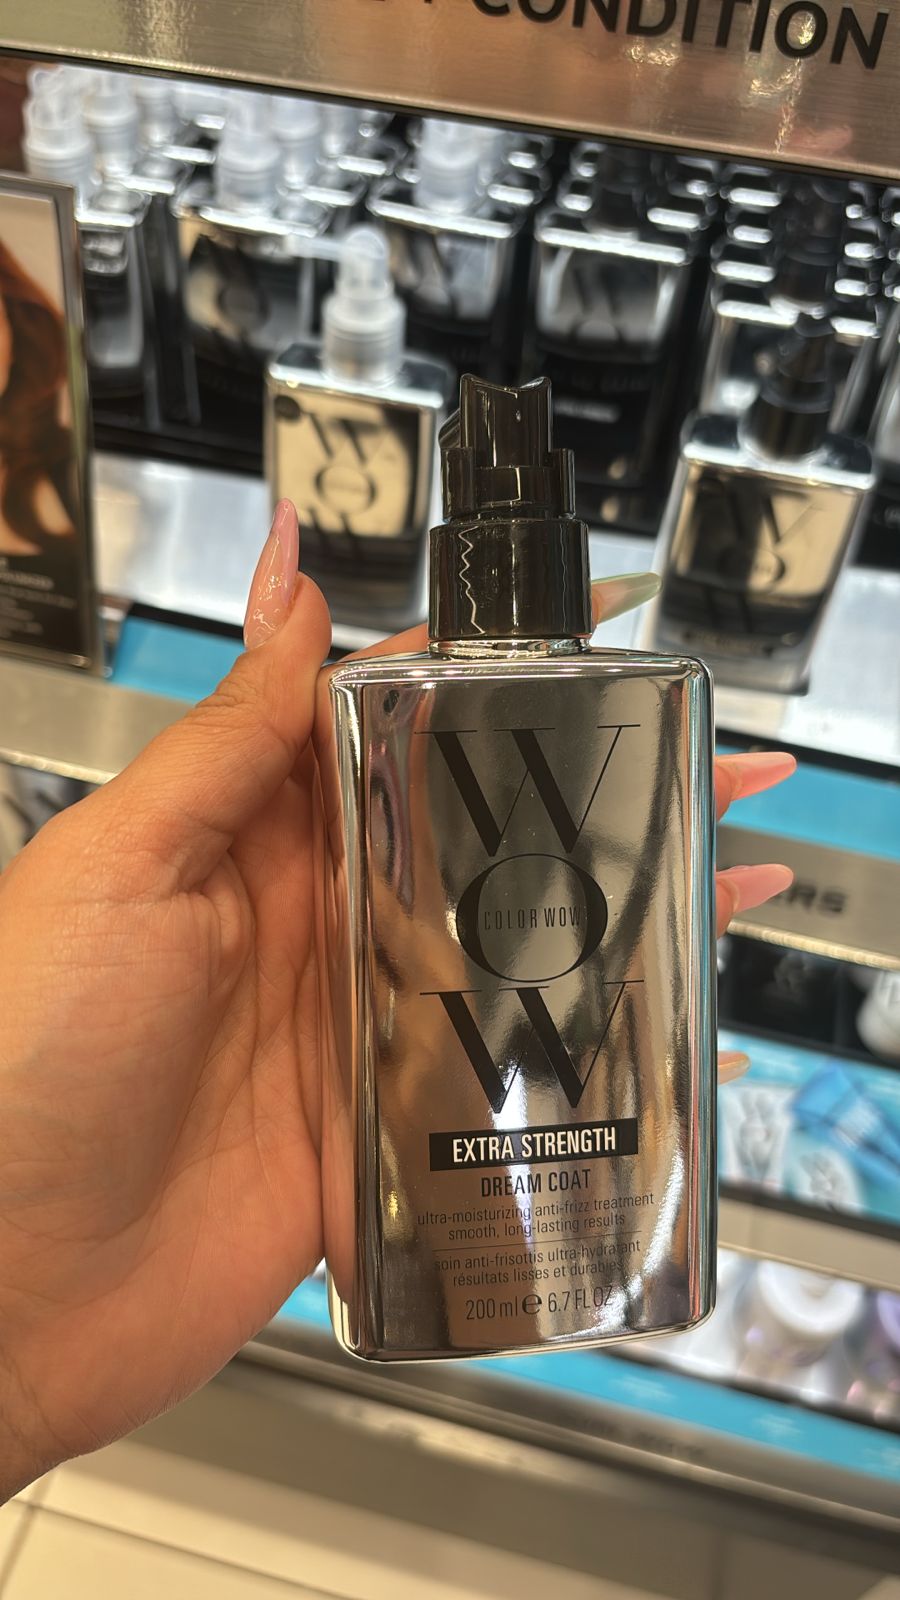 CONDITION
W
O
COLOR WOW
W
EXTRA STRENGTH
DREAM COAT
ultra-moisturizing anti-frizz treatment
smooth, long-lasting results
soin anti-frisottis ultra-hydratant
résultats lisses et durables
200 ml e 6.7 FL OZ